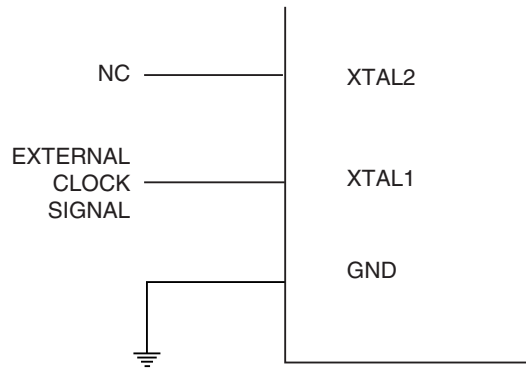 NC
XTAL2
EXTERNAL
CLOCK
SIGNAL
XTAL1
GND